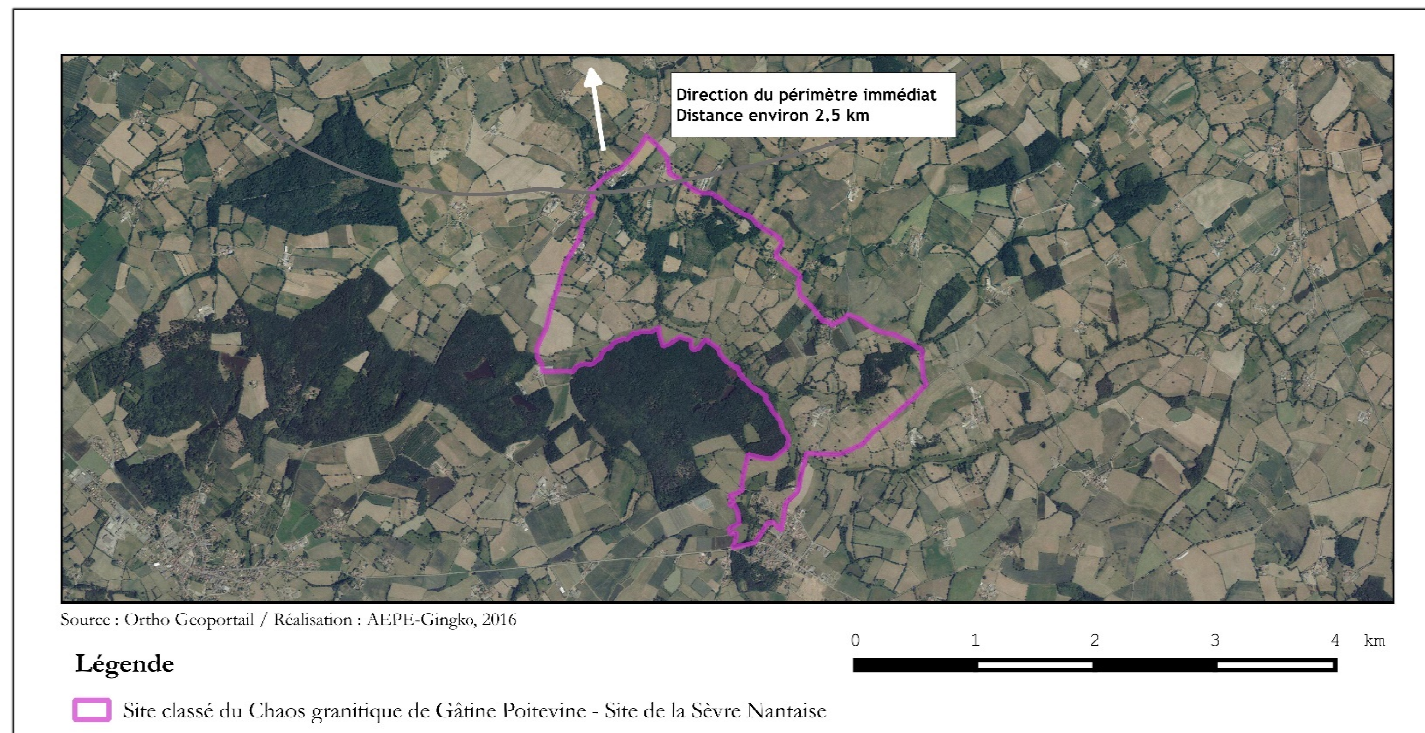 Direction du périmètre immédiat
Distance environ 2,5 km
Source : Ortho Geoportail / Réalisation : AEPE-Gingko, 2016
0 1 2 3 4 km
Légende
Site classé du Chaos granitique de Gâtine Poitevine - Site de la Sèvre Nantaise